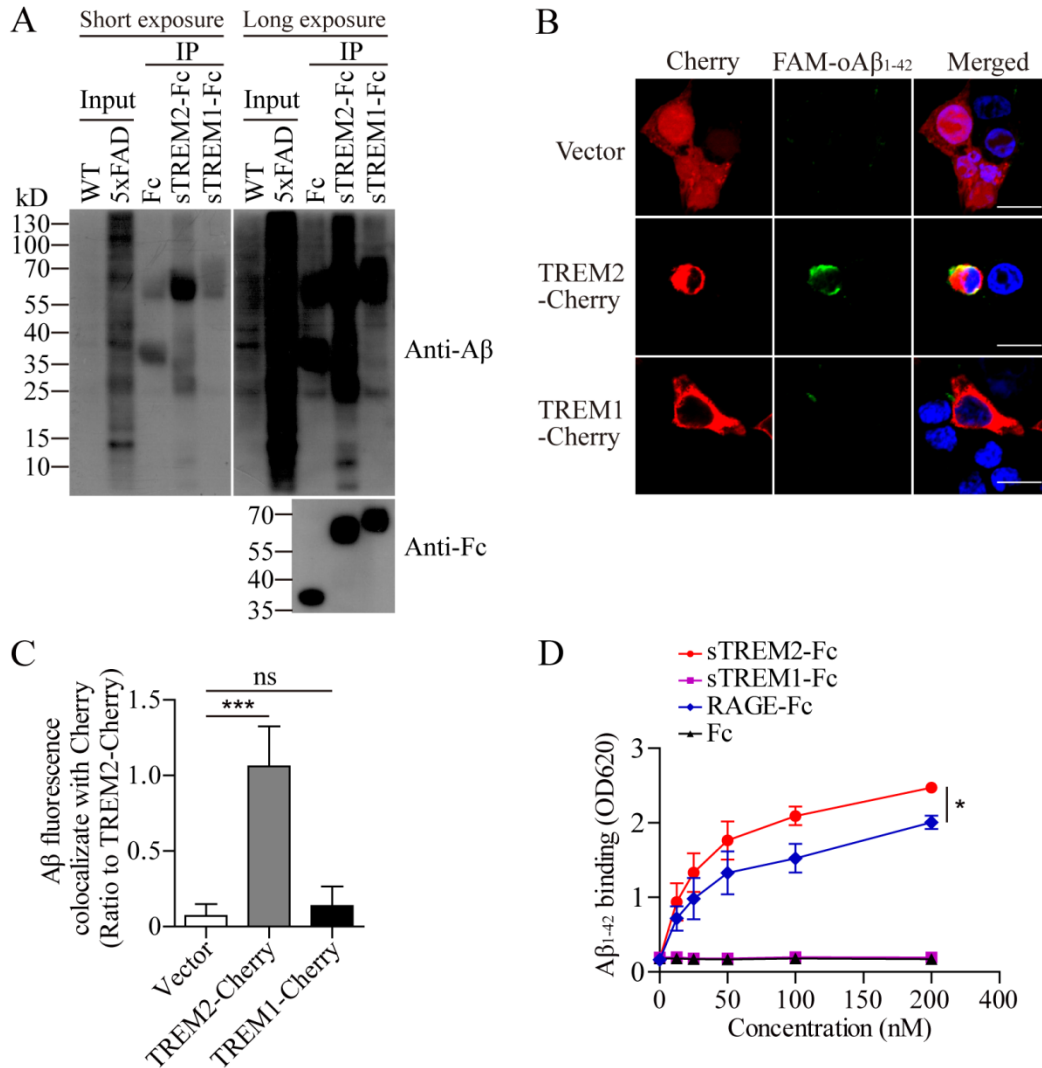 A
Short exposure Long exposure
IP IP
Input Input
WT 5xFAD Fc sTREM2-Fc sTREM1-Fc WT 5xFAD Fc sTREM2-Fc sTREM1-Fc
kD
130
100
70
55
40
35
25
15
10
Anti-Aβ
70
55
40
35
Anti-Fc
B
Cherry FAM-oAβ1-42 Merged
Vector
TREM2
-Cherry
TREM1
-Cherry
C
Aβ fluorescence
colocalizate with Cherry
(Ratio to TREM2-Cherry)
1.5
1.0
0.5
0
ns
***
Vector
TREM2-Cherry
TREM1-Cherry
D
sTREM2-Fc
sTREM1-Fc
RAGE-Fc
Fc
Aβ1-42 binding (OD620)
3
2
1
0
*
0 50 100 150 200 400
Concentration (nM)